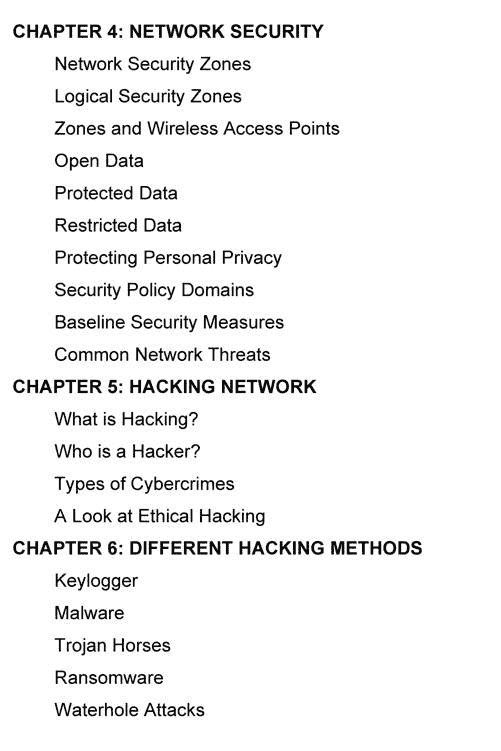 CHAPTER 4: NETWORK SECURITY
Network Security Zones
Logical Security Zones
Zones and Wireless Access Points
Open Data
Protected Data
Restricted Data
Protecting Personal Privacy
Security Policy Domains
Baseline Security Measures
Common Network Threats
CHAPTER 5: HACKING NETWORK
What is Hacking?
Who is a Hacker?
Types of Cybercrimes
A Look at Ethical Hacking
CHAPTER 6: DIFFERENT HACKING METHODS
Keylogger
Malware
Trojan Horses
Ransomware
Waterhole Attacks